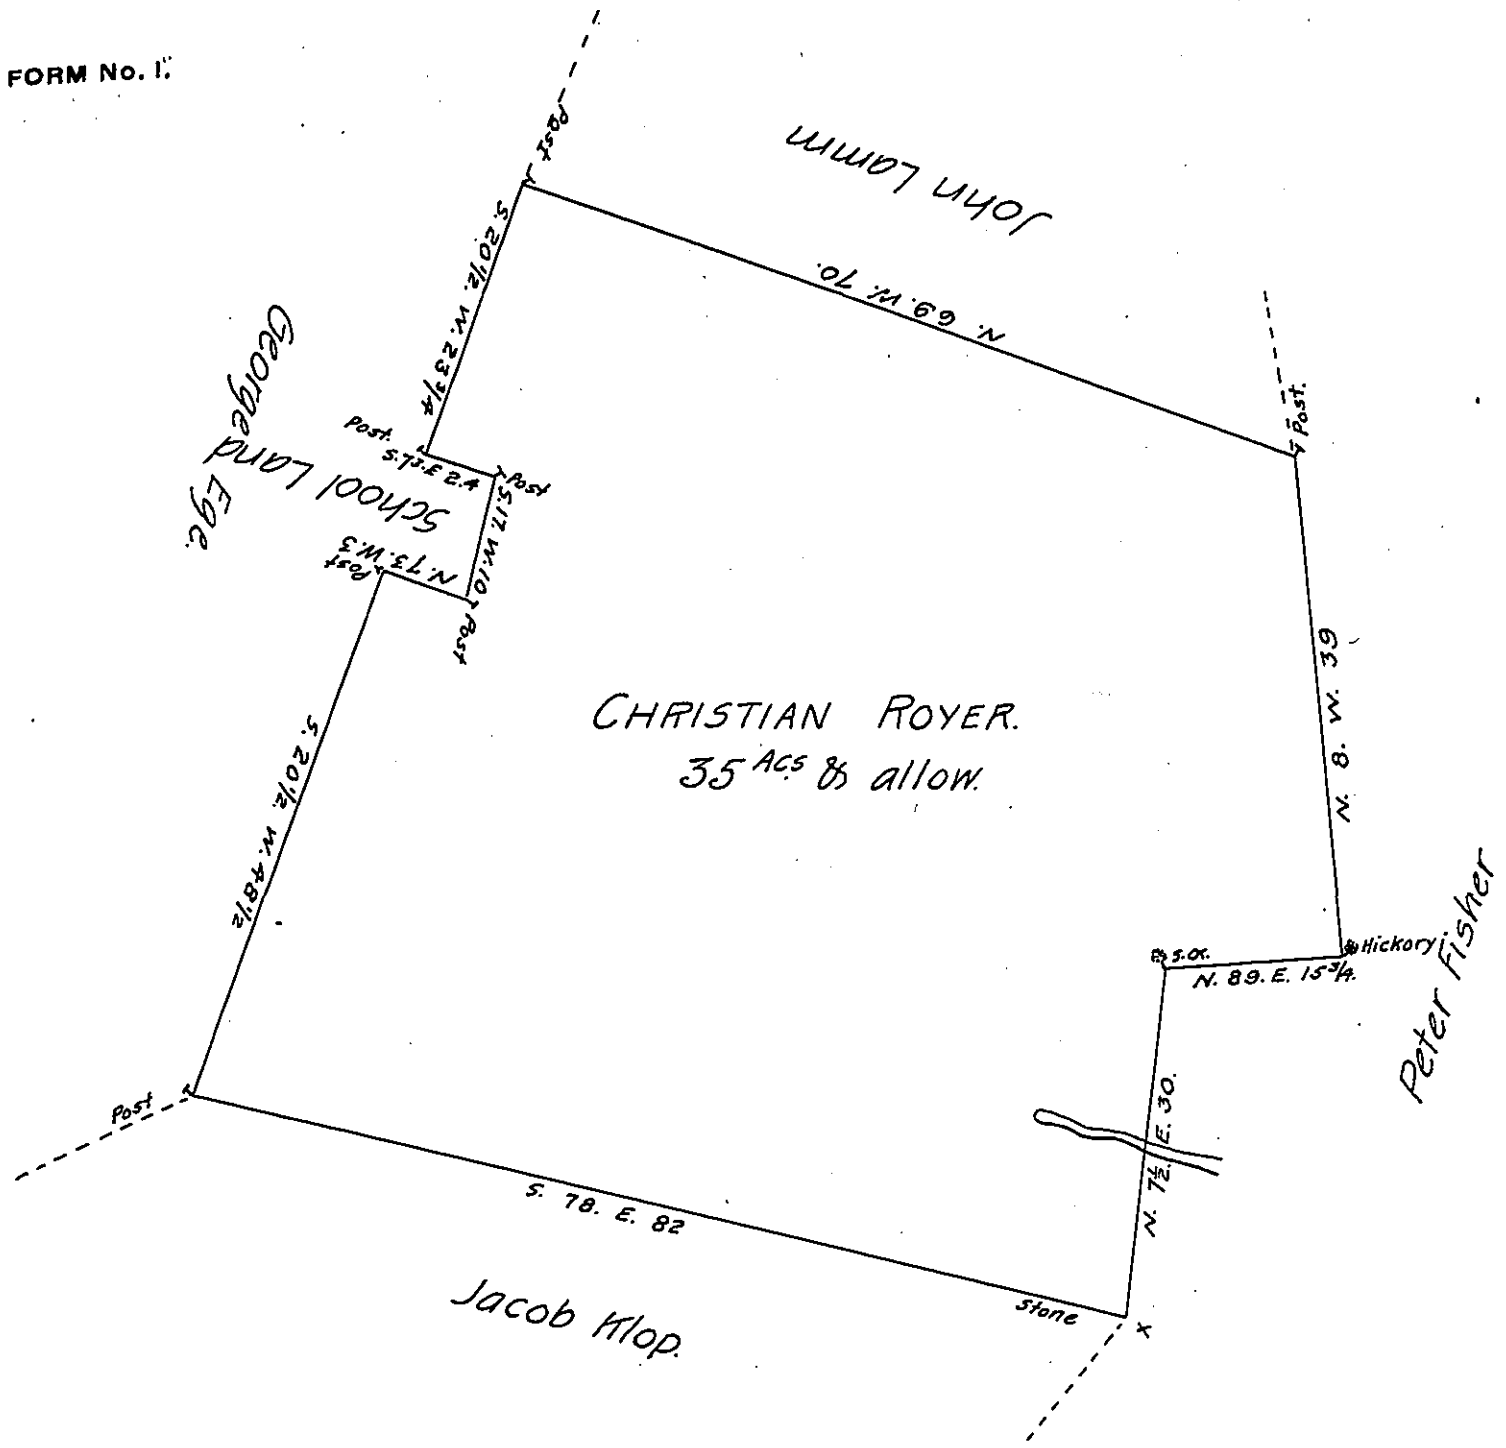 FORM No. 1.
Post
John Lamm
N. 69. W. 70.
S. 20½. W. 23¾
George Ege.
Post.
S. 73. E 2.4
Post
School Land
S. 17. W. 10
N. 73. W. 3
Post
Post
Post.
N. 8. W. 39
CHRISTIAN ROYER.
35 Acs & allow.
S. 20½. W. 48½
Hickory
N. 89. E. 15¾.
Peter Fisher
N. 7½. E. 30.
Post
S. 78. E. 82
Stone
x
Jacob Klop.